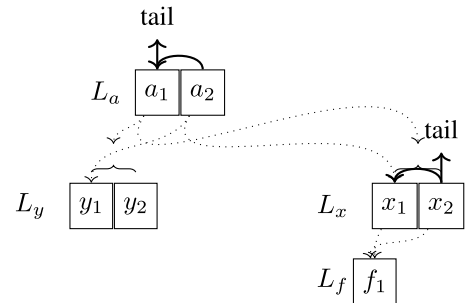 tail
L_a a_1 a_2
tail
L_y y_1 y_2 L_x x_1 x_2
L_f f_1